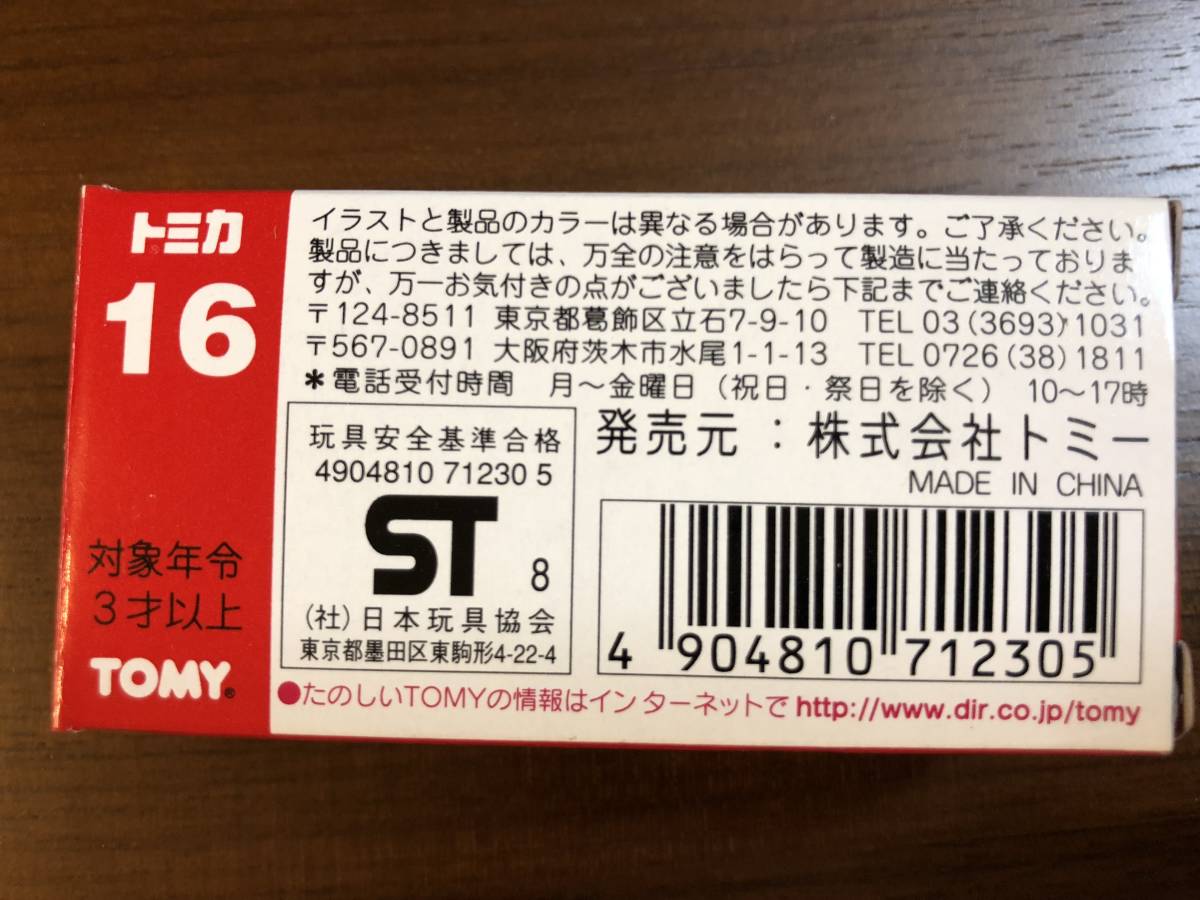 トミカ
16
対象年令
3才以上
TOMY®
イラストと製品のカラーは異なる場合があります。ご了承ください。
製品につきましては、万全の注意をはらって製造に当たっておりま
すが、万一お気付きの点がございましたら下記までご連絡ください。
〒124-8511 東京都葛飾区立石7-9-10 TEL 03(3693)1031
〒567-0891 大阪府茨木市水尾1-1-13 TEL 0726(38)1811
*電話受付時間 月〜金曜日（祝日・祭日を除く） 10〜17時
玩具安全基準合格
4904810 71230 5
ST 8
(社)日本玩具協会
東京都墨田区東駒形4-22-4
発売元：株式会社トミー
MADE IN CHINA
4 904810 712305
●たのしいTOMYの情報はインターネットで http://www.dir.co.jp/tomy